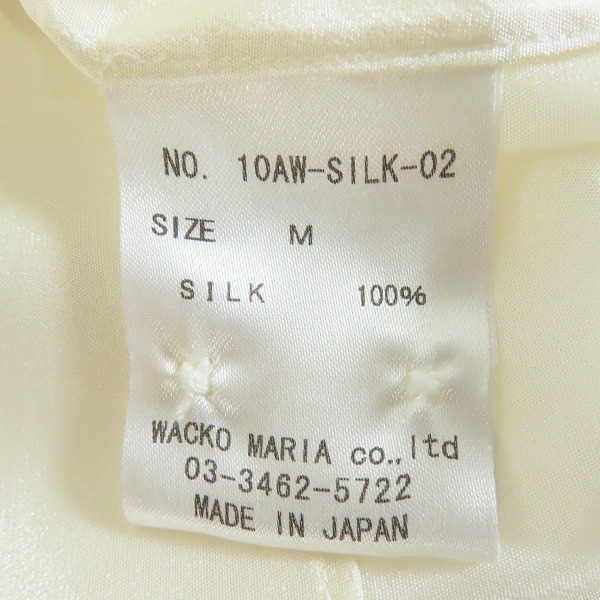 NO. 10AW-SILK-02
SIZE M
SILK 100%
WACKO MARIA co.,ltd
03-3462-5722
MADE IN JAPAN